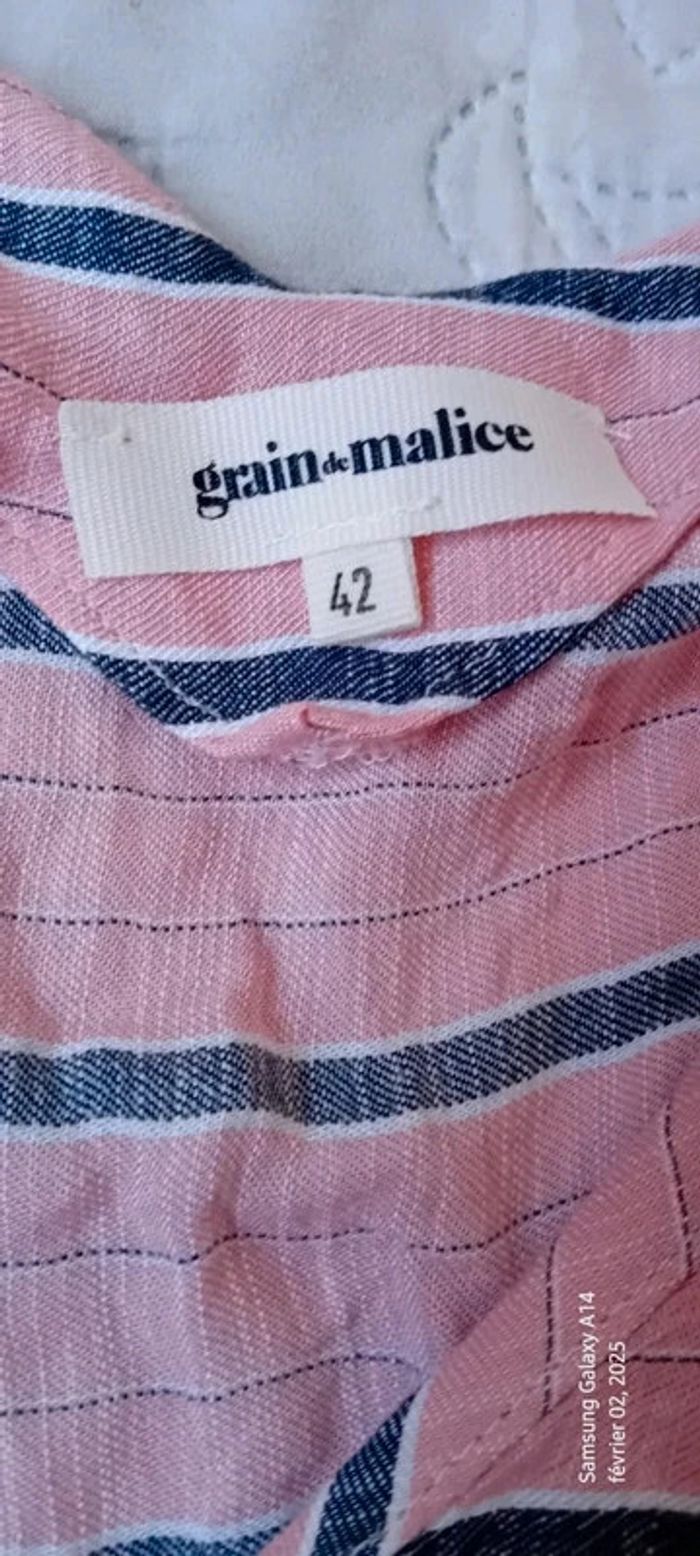 grain de malice
42
Samsung Galaxy A14
février 02, 2025